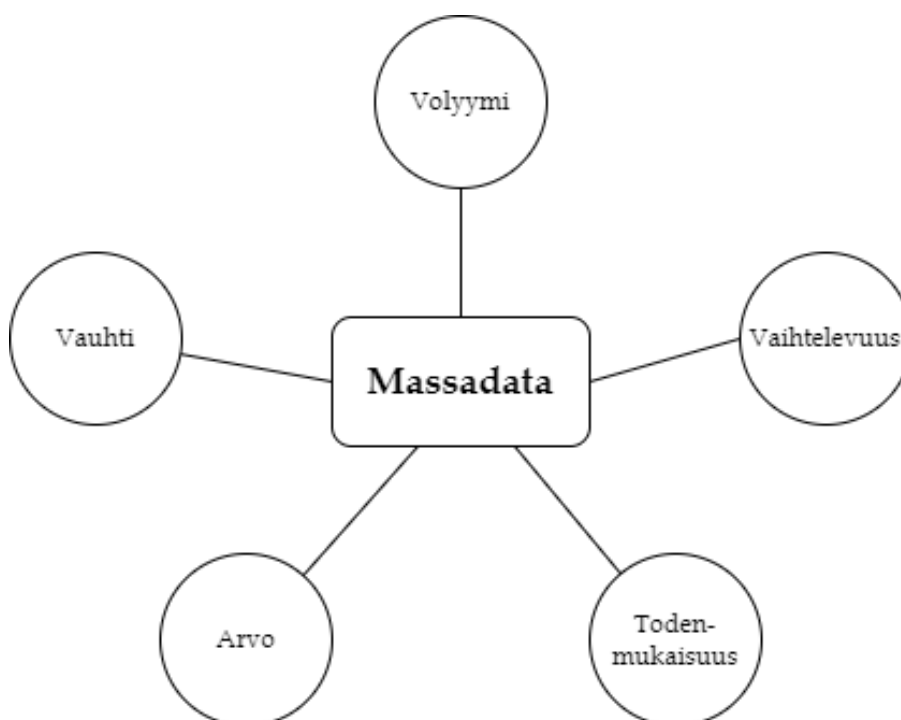 Volyymi
Vauhti
Vaihtelevuus
Massadata
Arvo
Toden-
mukaisuus